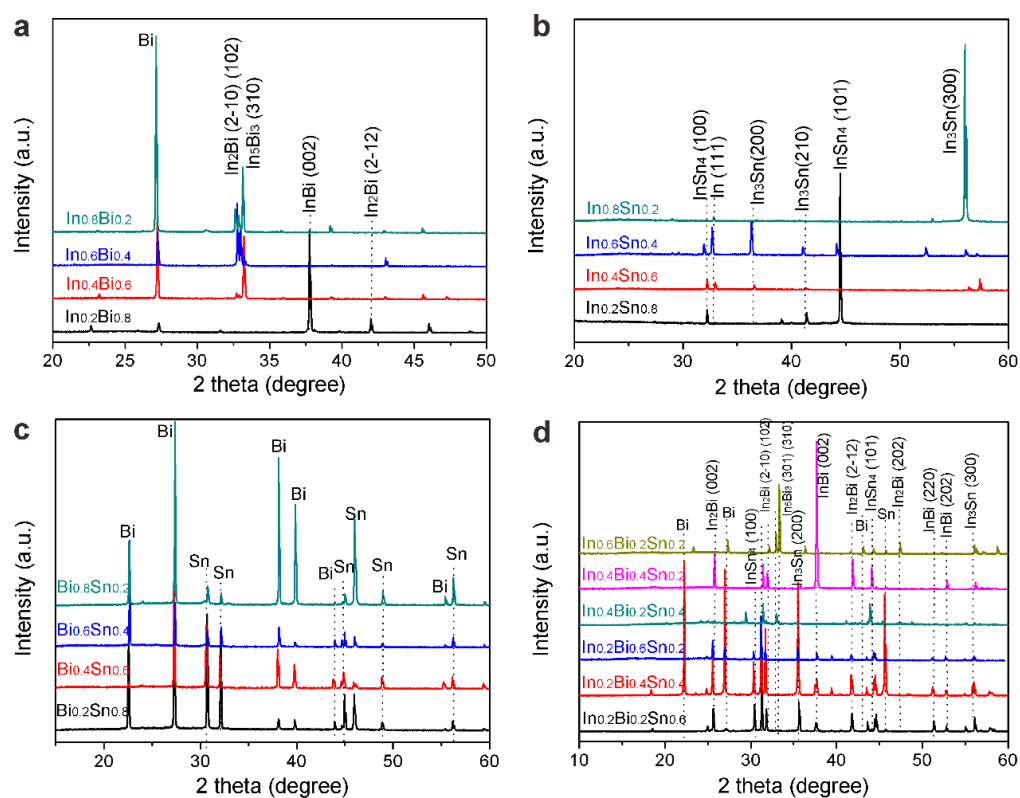 a
Intensity (a.u.)
Bi
In2Bi (2-10) (102)
In5Bi3 (310)
InBi (002)
In2Bi (2-12)
In0.8Bi0.2
In0.6Bi0.4
In0.4Bi0.6
In0.2Bi0.8
20 25 30 35 40 45 50
2 theta (degree)
b
Intensity (a.u.)
InSn4 (100)
In (111)
In3Sn(200)
In3Sn(210)
InSn4 (101)
In3Sn(300)
In0.8Sn0.2
In0.6Sn0.4
In0.4Sn0.6
In0.2Sn0.8
20 30 40 50 60
2 theta (degree)
c
Intensity (a.u.)
Bi
Bi
Sn
Sn
Bi
Bi
Bi
Sn
Sn
Sn
Bi
Sn
Bi0.8Sn0.2
Bi0.6Sn0.4
Bi0.4Sn0.6
Bi0.2Sn0.8
20 30 40 50 60
2 theta (degree)
d
Intensity (a.u.)
Bi
In2Bi (002)
Bi
InSn4 (100)
In2Bi (2-10) (102)
In5Bi3 (301) (310)
In3Sn (200)
InBi (002)
In2Bi (2-12)
Bi
InSn4 (101)
Sn
In2Bi (202)
InBi (220)
InBi (202)
In3Sn (300)
In0.6Bi0.2Sn0.2
In0.4Bi0.4Sn0.2
In0.4Bi0.2Sn0.4
In0.2Bi0.6Sn0.2
In0.2Bi0.4Sn0.4
In0.2Bi0.2Sn0.6
10 20 30 40 50 60
2 theta (degree)